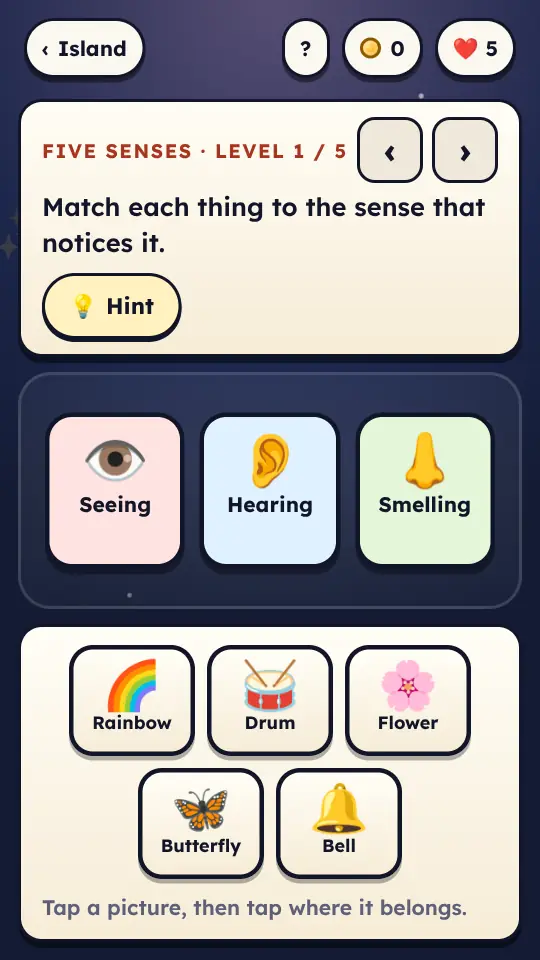 ‹ Island
?
0
5
FIVE SENSES · LEVEL 1 / 5
‹
›
Match each thing to the sense that
notices it.
Hint
Seeing
Hearing
Smelling
Rainbow
Drum
Flower
Butterfly
Bell
Tap a picture, then tap where it belongs.